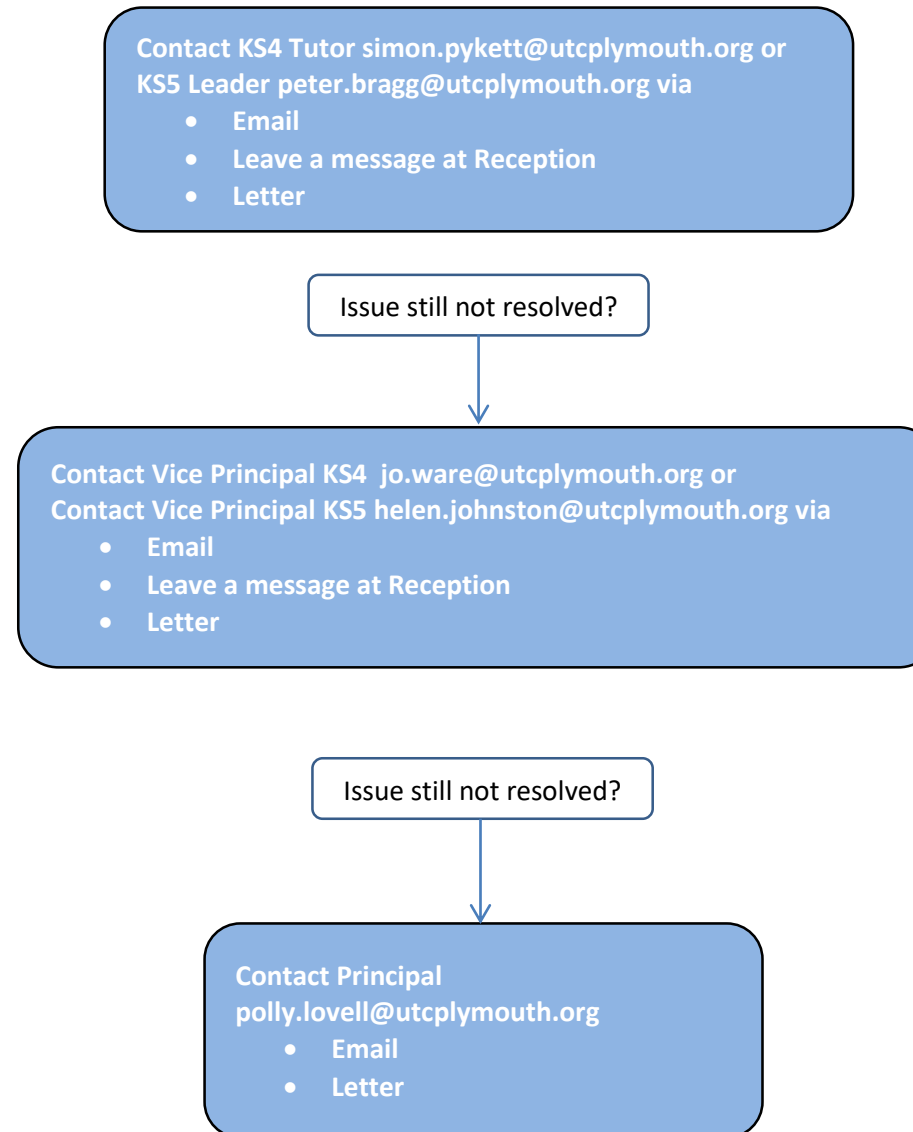 Contact KS4 Tutor simon.pykett@utcplymouth.org or
KS5 Leader peter.bragg@utcplymouth.org via
• Email
• Leave a message at Reception
• Letter
Issue still not resolved?
Contact Vice Principal KS4  jo.ware@utcplymouth.org or
Contact Vice Principal KS5 helen.johnston@utcplymouth.org via
• Email
• Leave a message at Reception
• Letter
Issue still not resolved?
Contact Principal
polly.lovell@utcplymouth.org
• Email
• Letter